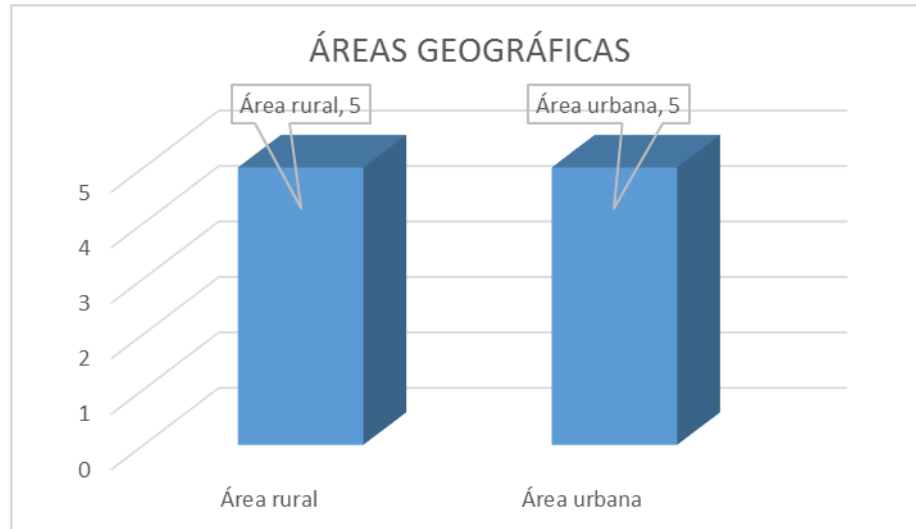 ÁREAS GEOGRÁFICAS
Área rural, 5
Área urbana, 5
5
4
3
2
1
0
Área rural
Área urbana